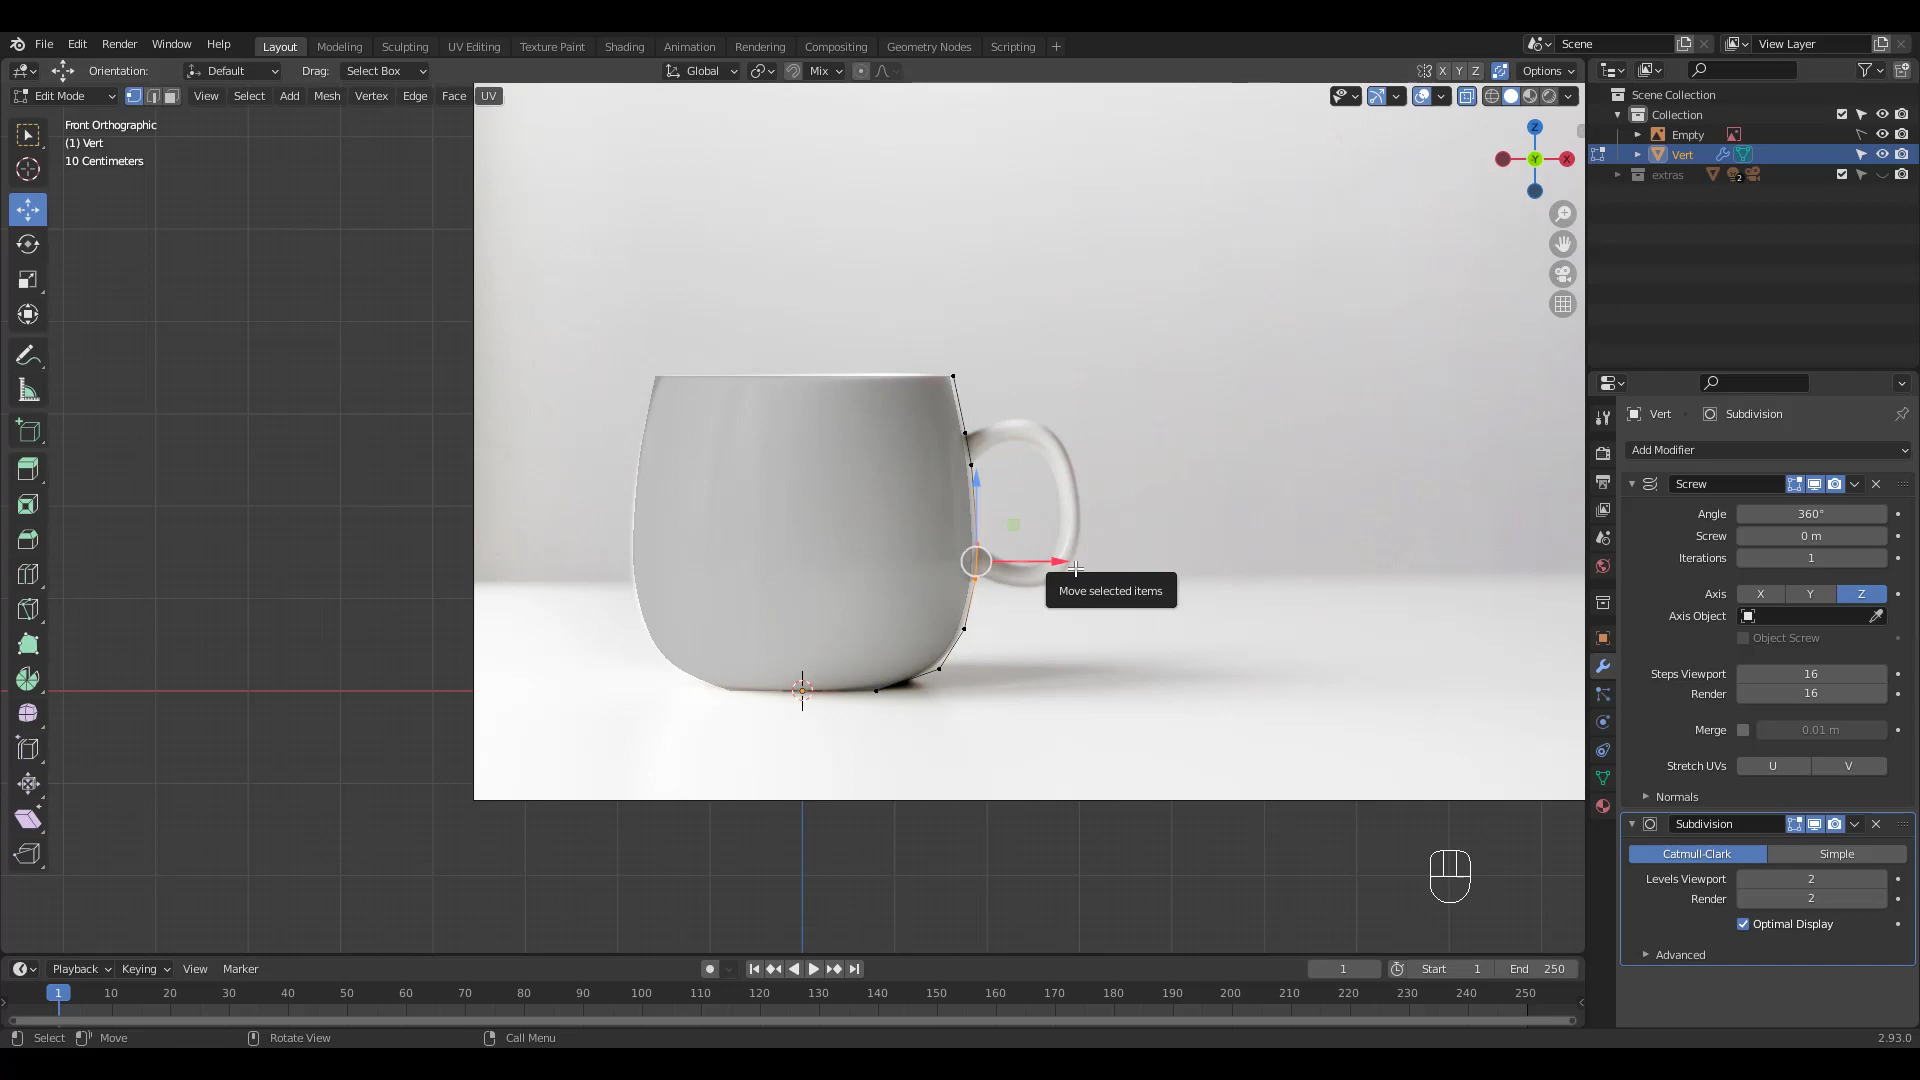 File Edit Render Window Help Layout Modeling Sculpting UV Editing Texture Paint Shading Animation Rendering Compositing Geometry Nodes Scripting + Scene View Layer
Orientation: Default Drag: Select Box Global Mix X Y Z Options
Edit Mode View Select Add Mesh Vertex Edge Face UV
Front Orthographic
(1) Vert
10 Centimeters
Z
Y
X
Move selected items
Scene Collection
Collection
Empty
Vert
extras 2
Vert Subdivision
Add Modifier
Screw
Angle 360°
Screw 0 m
Iterations 1
Axis X Y Z
Axis Object
Object Screw
Steps Viewport 16
Render 16
Merge 0.01 m
Stretch UVs U V
Normals
Subdivision
Catmull-Clark Simple
Levels Viewport 2
Render 2
Optimal Display
Advanced
Playback Keying View Marker 1 Start 1 End 250
1 10 20 30 40 50 60 70 80 90 100 110 120 130 140 150 160 170 180 190 200 210 220 230 240 250
Select Move Rotate View Call Menu 2.93.0